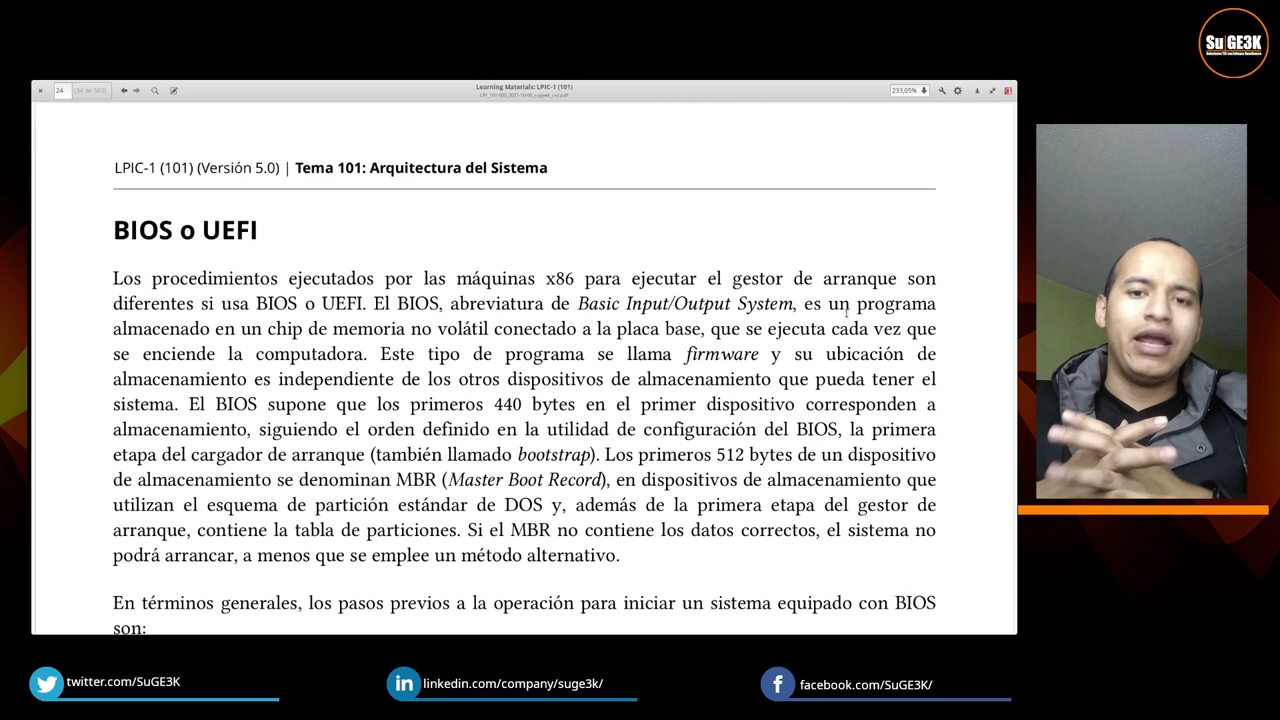 SuGE3K
24
(34 de 563)
Learning Materials: LPIC-1 (101)
233,05%
LPIC-1 (101) (Versión 5.0) | Tema 101: Arquitectura del Sistema
BIOS o UEFI
Los procedimientos ejecutados por las máquinas x86 para ejecutar el gestor de arranque son
diferentes si usa BIOS o UEFI. El BIOS, abreviatura de Basic Input/Output System, es un programa
almacenado en un chip de memoria no volátil conectado a la placa base, que se ejecuta cada vez que
se enciende la computadora. Este tipo de programa se llama firmware y su ubicación de
almacenamiento es independiente de los otros dispositivos de almacenamiento que pueda tener el
sistema. El BIOS supone que los primeros 440 bytes en el primer dispositivo corresponden a
almacenamiento, siguiendo el orden definido en la utilidad de configuración del BIOS, la primera
etapa del cargador de arranque (también llamado bootstrap). Los primeros 512 bytes de un dispositivo
de almacenamiento se denominan MBR (Master Boot Record), en dispositivos de almacenamiento que
utilizan el esquema de partición estándar de DOS y, además de la primera etapa del gestor de
arranque, contiene la tabla de particiones. Si el MBR no contiene los datos correctos, el sistema no
podrá arrancar, a menos que se emplee un método alternativo.
En términos generales, los pasos previos a la operación para iniciar un sistema equipado con BIOS
son:
twitter.com/SuGE3K
linkedin.com/company/suge3k/
facebook.com/SuGE3K/